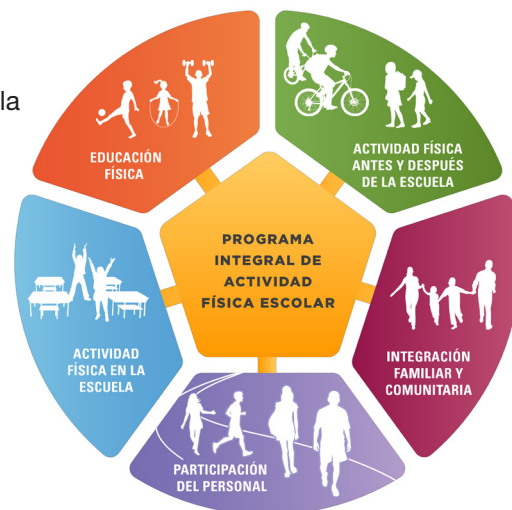 la
EDUCACIÓN
FÍSICA
ACTIVIDAD FÍSICA
ANTES Y DESPUÉS
DE LA ESCUELA
PROGRAMA
INTEGRAL DE
ACTIVIDAD
FÍSICA ESCOLAR
ACTIVIDAD
FÍSICA EN LA
ESCUELA
INTEGRACIÓN
FAMILIAR Y
COMUNITARIA
PARTICIPACIÓN
DEL PERSONAL